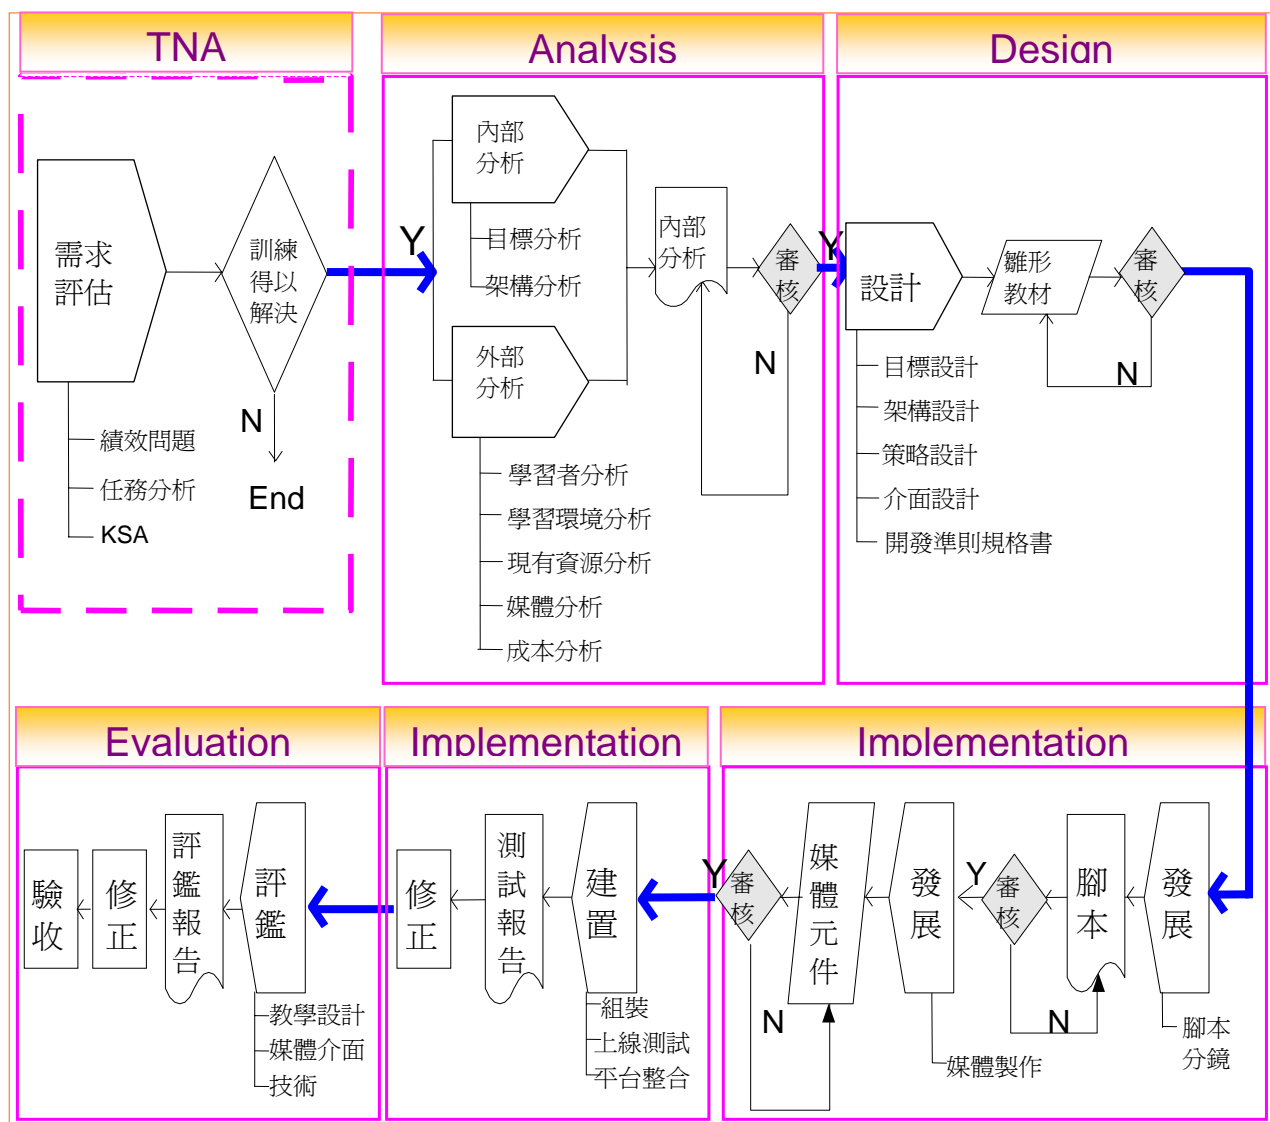 TNA
需求
評估
訓練
得以
解決
Y
N
End
績效問題
任務分析
KSA
Analysis
內部
分析
目標分析
架構分析
外部
分析
學習者分析
學習環境分析
現有資源分析
媒體分析
成本分析
內部
分析
審
核
Y
N
Design
設計
目標設計
架構設計
策略設計
介面設計
開發準則規格書
雛形
教材
審
核
N
Implementation
發
展
腳本
分鏡
腳
本
審
核
Y
N
發
展
媒體製作
媒
體
元
件
審
核
Y
N
Implementation
建
置
組裝
上線測試
平台整合
測
試
報
告
修
正
Evaluation
評
鑑
教學設計
媒體介面
技術
評
鑑
報
告
修
正
驗
收